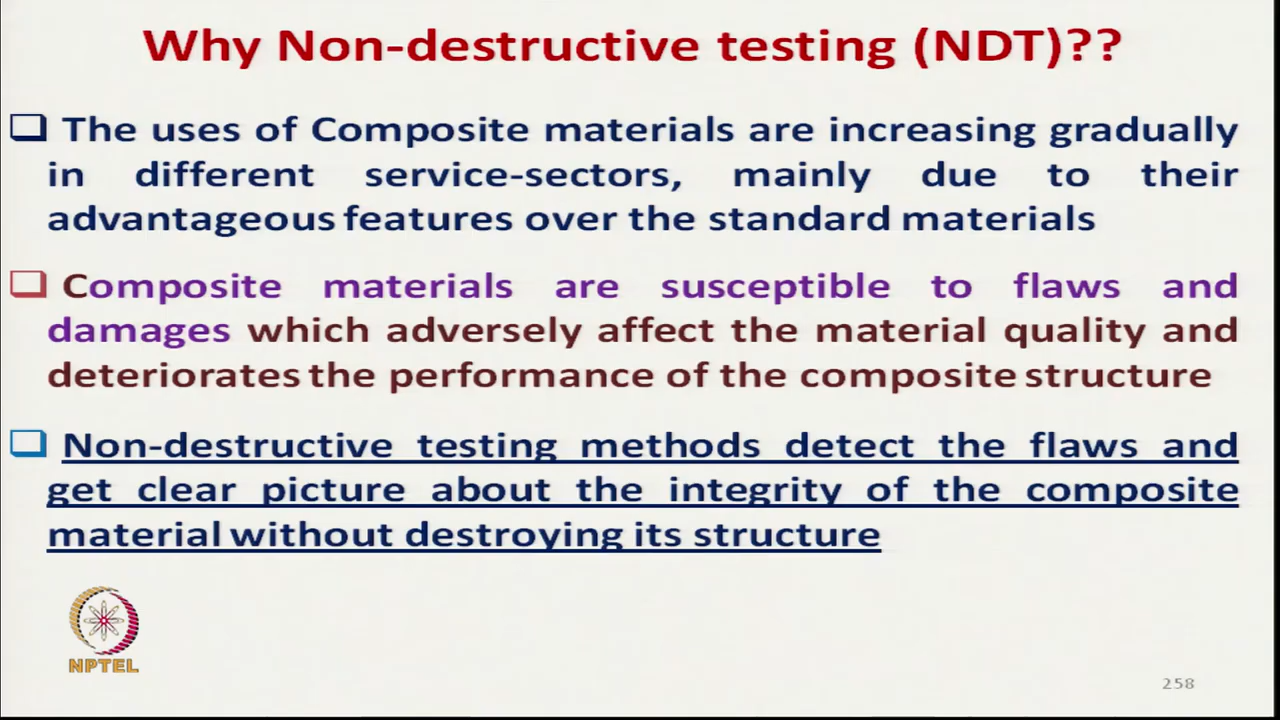 Why Non-destructive testing (NDT)??
The uses of Composite materials are increasing gradually
in different service-sectors, mainly due to their
advantageous features over the standard materials
Composite materials are susceptible to flaws and
damages which adversely affect the material quality and
deteriorates the performance of the composite structure
Non-destructive testing methods detect the flaws and
get clear picture about the integrity of the composite
material without destroying its structure
NPTEL
258